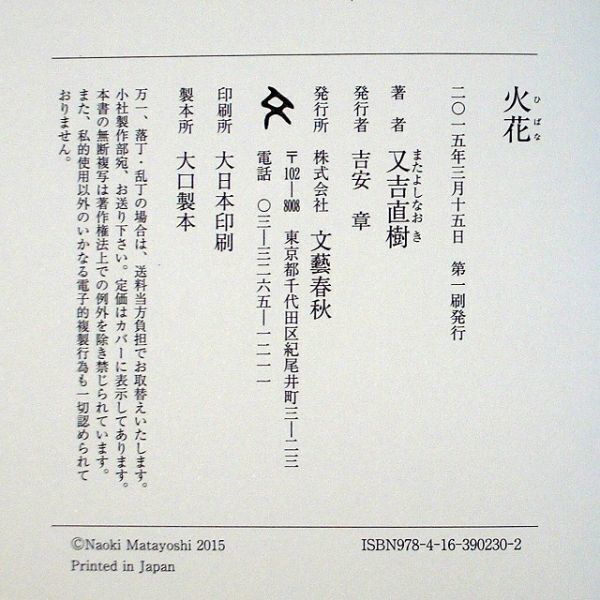 火花
ひばな
二〇一五年三月十五日　第一刷発行
著　者　又吉直樹
またよしなおき
発行者　吉安　章
発行所　株式会社　文藝春秋
〒102―8008　東京都千代田区紀尾井町三―二三
電話　〇三―三二六五―一二一一
印刷所　大日本印刷
製本所　大口製本
万一、落丁・乱丁の場合は、送料当方負担でお取替えいたします。
小社製作部宛、お送り下さい。定価はカバーに表示してあります。
本書の無断複写は著作権法上での例外を除き禁じられています。
また、私的使用以外のいかなる電子的複製行為も一切認められて
おりません。
©Naoki Matayoshi 2015
Printed in Japan
ISBN978-4-16-390230-2